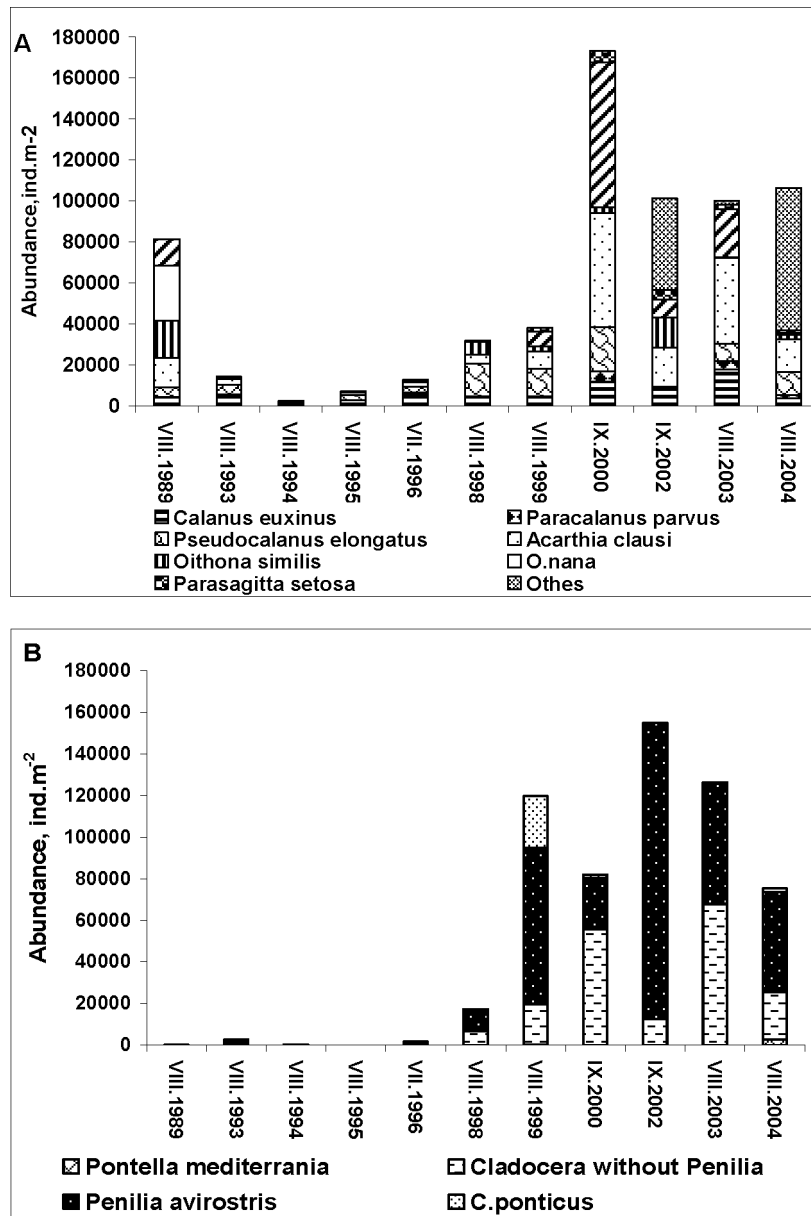 A
180000
160000
140000
120000
100000
80000
60000
40000
20000
0
Abundance,ind.m-2
VIII.1989
VIII.1993
VIII.1994
VIII.1995
VII.1996
VIII.1998
VIII.1999
IX.2000
IX.2002
VIII.2003
VIII.2004
Calanus euxinus
Paracalanus parvus
Pseudocalanus elongatus
Acarthia clausi
Oithona similis
O.nana
Parasagitta setosa
Othes
B
180000
160000
140000
120000
100000
80000
60000
40000
20000
0
Abundance, ind.m-2
VIII.1989
VIII.1993
VIII.1994
VIII.1995
VII.1996
VIII.1998
VIII.1999
IX.2000
IX.2002
VIII.2003
VIII.2004
Pontella mediterrania
Cladocera without Penilia
Penilia avirostris
C.ponticus